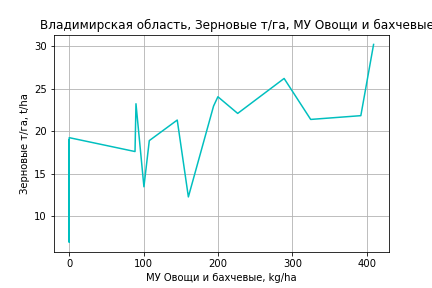 Владимирская область, Зерновые т/га, МУ Овощи и бахчевые
30
25
20
15
10
Зерновые т/га, t/ha
0 100 200 300 400
МУ Овощи и бахчевые, kg/ha